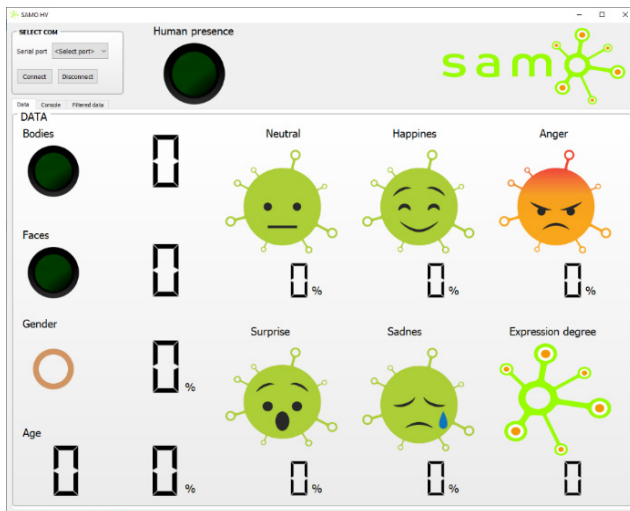 SAMO HV
SELECT COM
Serial port <Select port>
Connect Disconnect
Human presence
sam
Data Console Filtered data
DATA
Bodies
0
Neutral
0 %
Happines
0 %
Anger
0 %
Faces
0
Gender
0 %
Surprise
0 %
Sadnes
0 %
Expression degree
0
Age
0 0 %